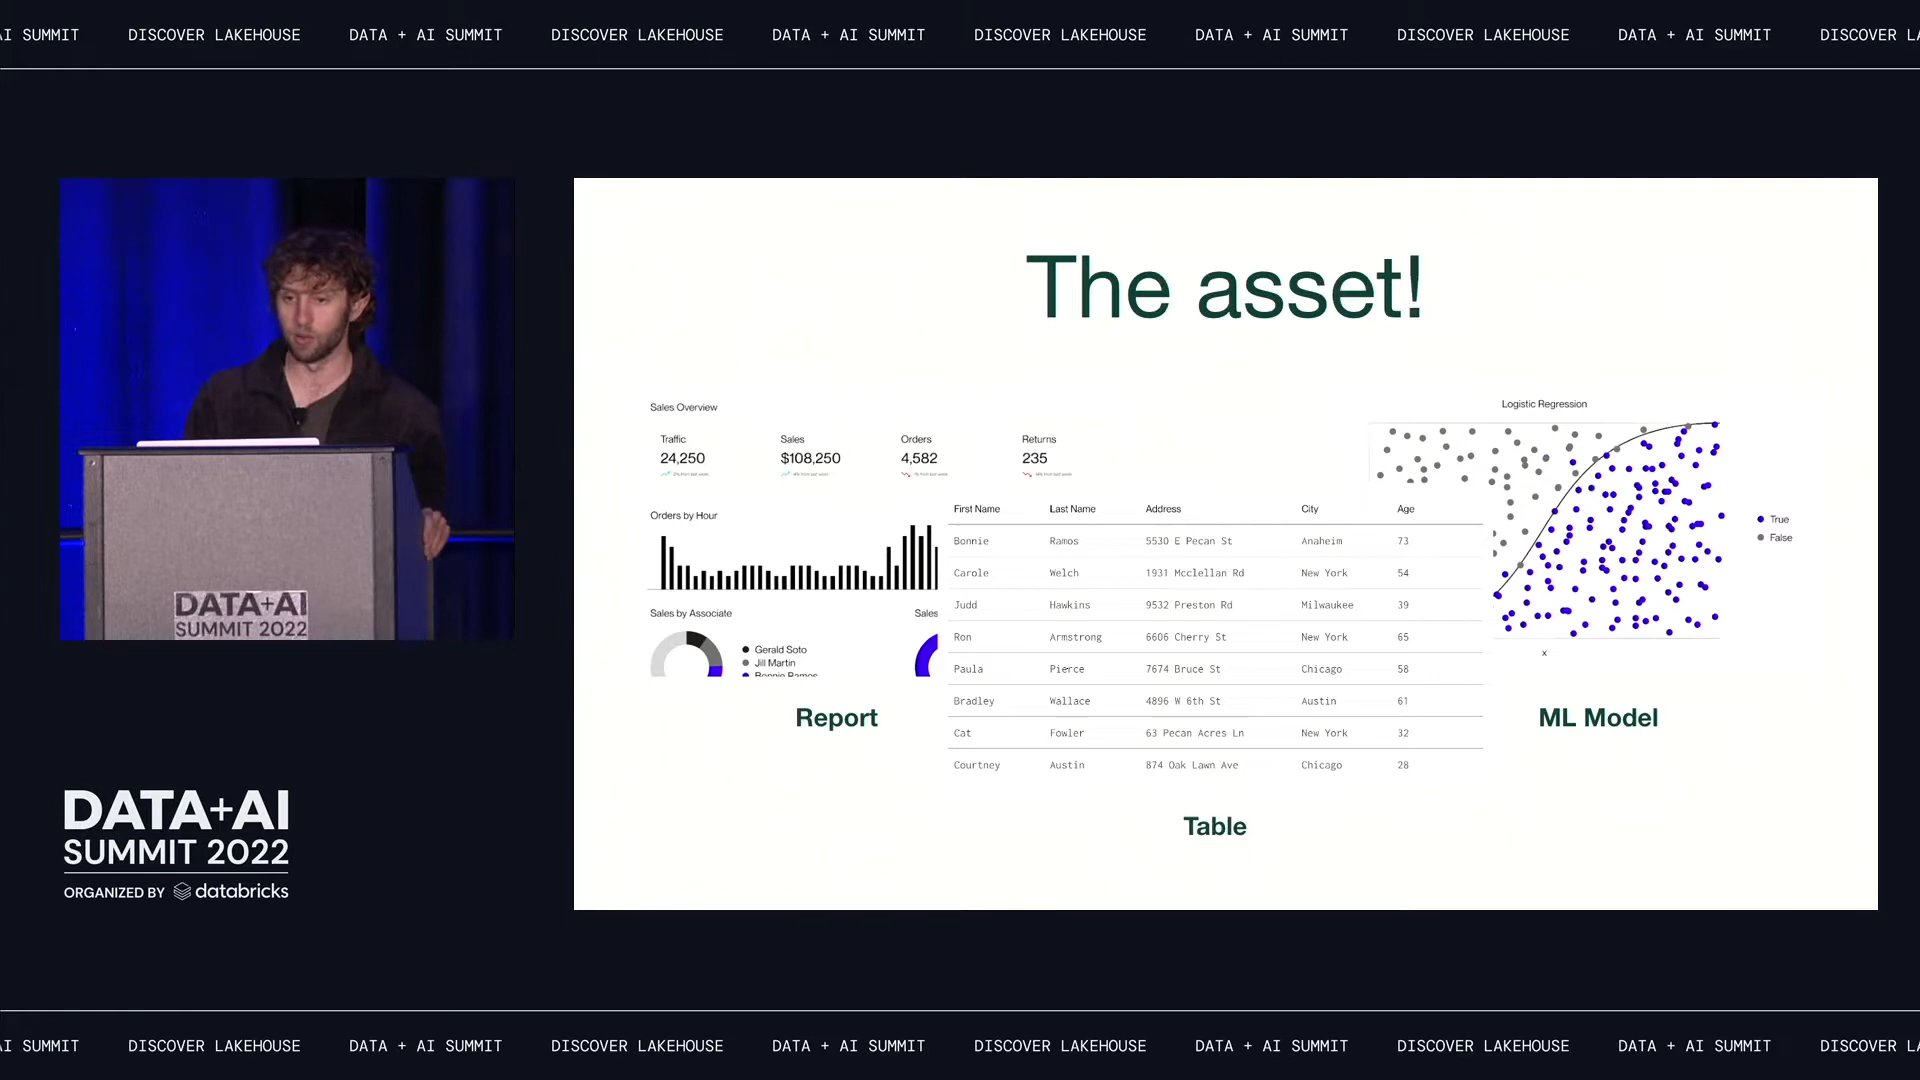 AI SUMMIT DISCOVER LAKEHOUSE DATA + AI SUMMIT DISCOVER LAKEHOUSE DATA + AI SUMMIT DISCOVER LAKEHOUSE DATA + AI SUMMIT DISCOVER LAKEHOUSE DATA + AI SUMMIT DISCOVER LA
The asset!
Sales Overview
Traffic Sales Orders Returns
24,250 $108,250 4,582 235
Orders by Hour
Sales by Associate Sales
Gerald Soto
Jill Martin
Bonnie Ramos
Report
First Name Last Name Address City Age
Bonnie Ramos 5530 E Pecan St Anaheim 73
Carole Welch 1931 Mcclellan Rd New York 54
Judd Hawkins 9532 Preston Rd Milwaukee 39
Ron Armstrong 6606 Cherry St New York 65
Paula Pierce 7674 Bruce St Chicago 58
Bradley Wallace 4896 W 6th St Austin 61
Cat Fowler 63 Pecan Acres Ln New York 32
Courtney Austin 874 Oak Lawn Ave Chicago 28
Table
Logistic Regression
True
False
x
ML Model
DATA+AI
SUMMIT 2022
DATA+AI
SUMMIT 2022
ORGANIZED BY databricks
AI SUMMIT DISCOVER LAKEHOUSE DATA + AI SUMMIT DISCOVER LAKEHOUSE DATA + AI SUMMIT DISCOVER LAKEHOUSE DATA + AI SUMMIT DISCOVER LAKEHOUSE DATA + AI SUMMIT DISCOVER LA